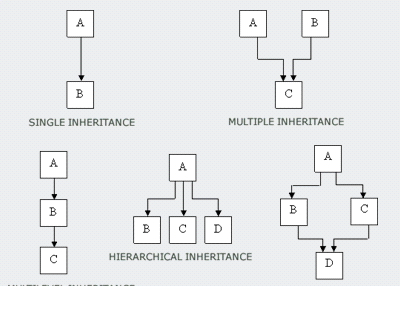 A
B
SINGLE INHERITANCE
A B
C
MULTIPLE INHERITANCE
A
B
C
A
B C D
HIERARCHICAL INHERITANCE
A
B C
D